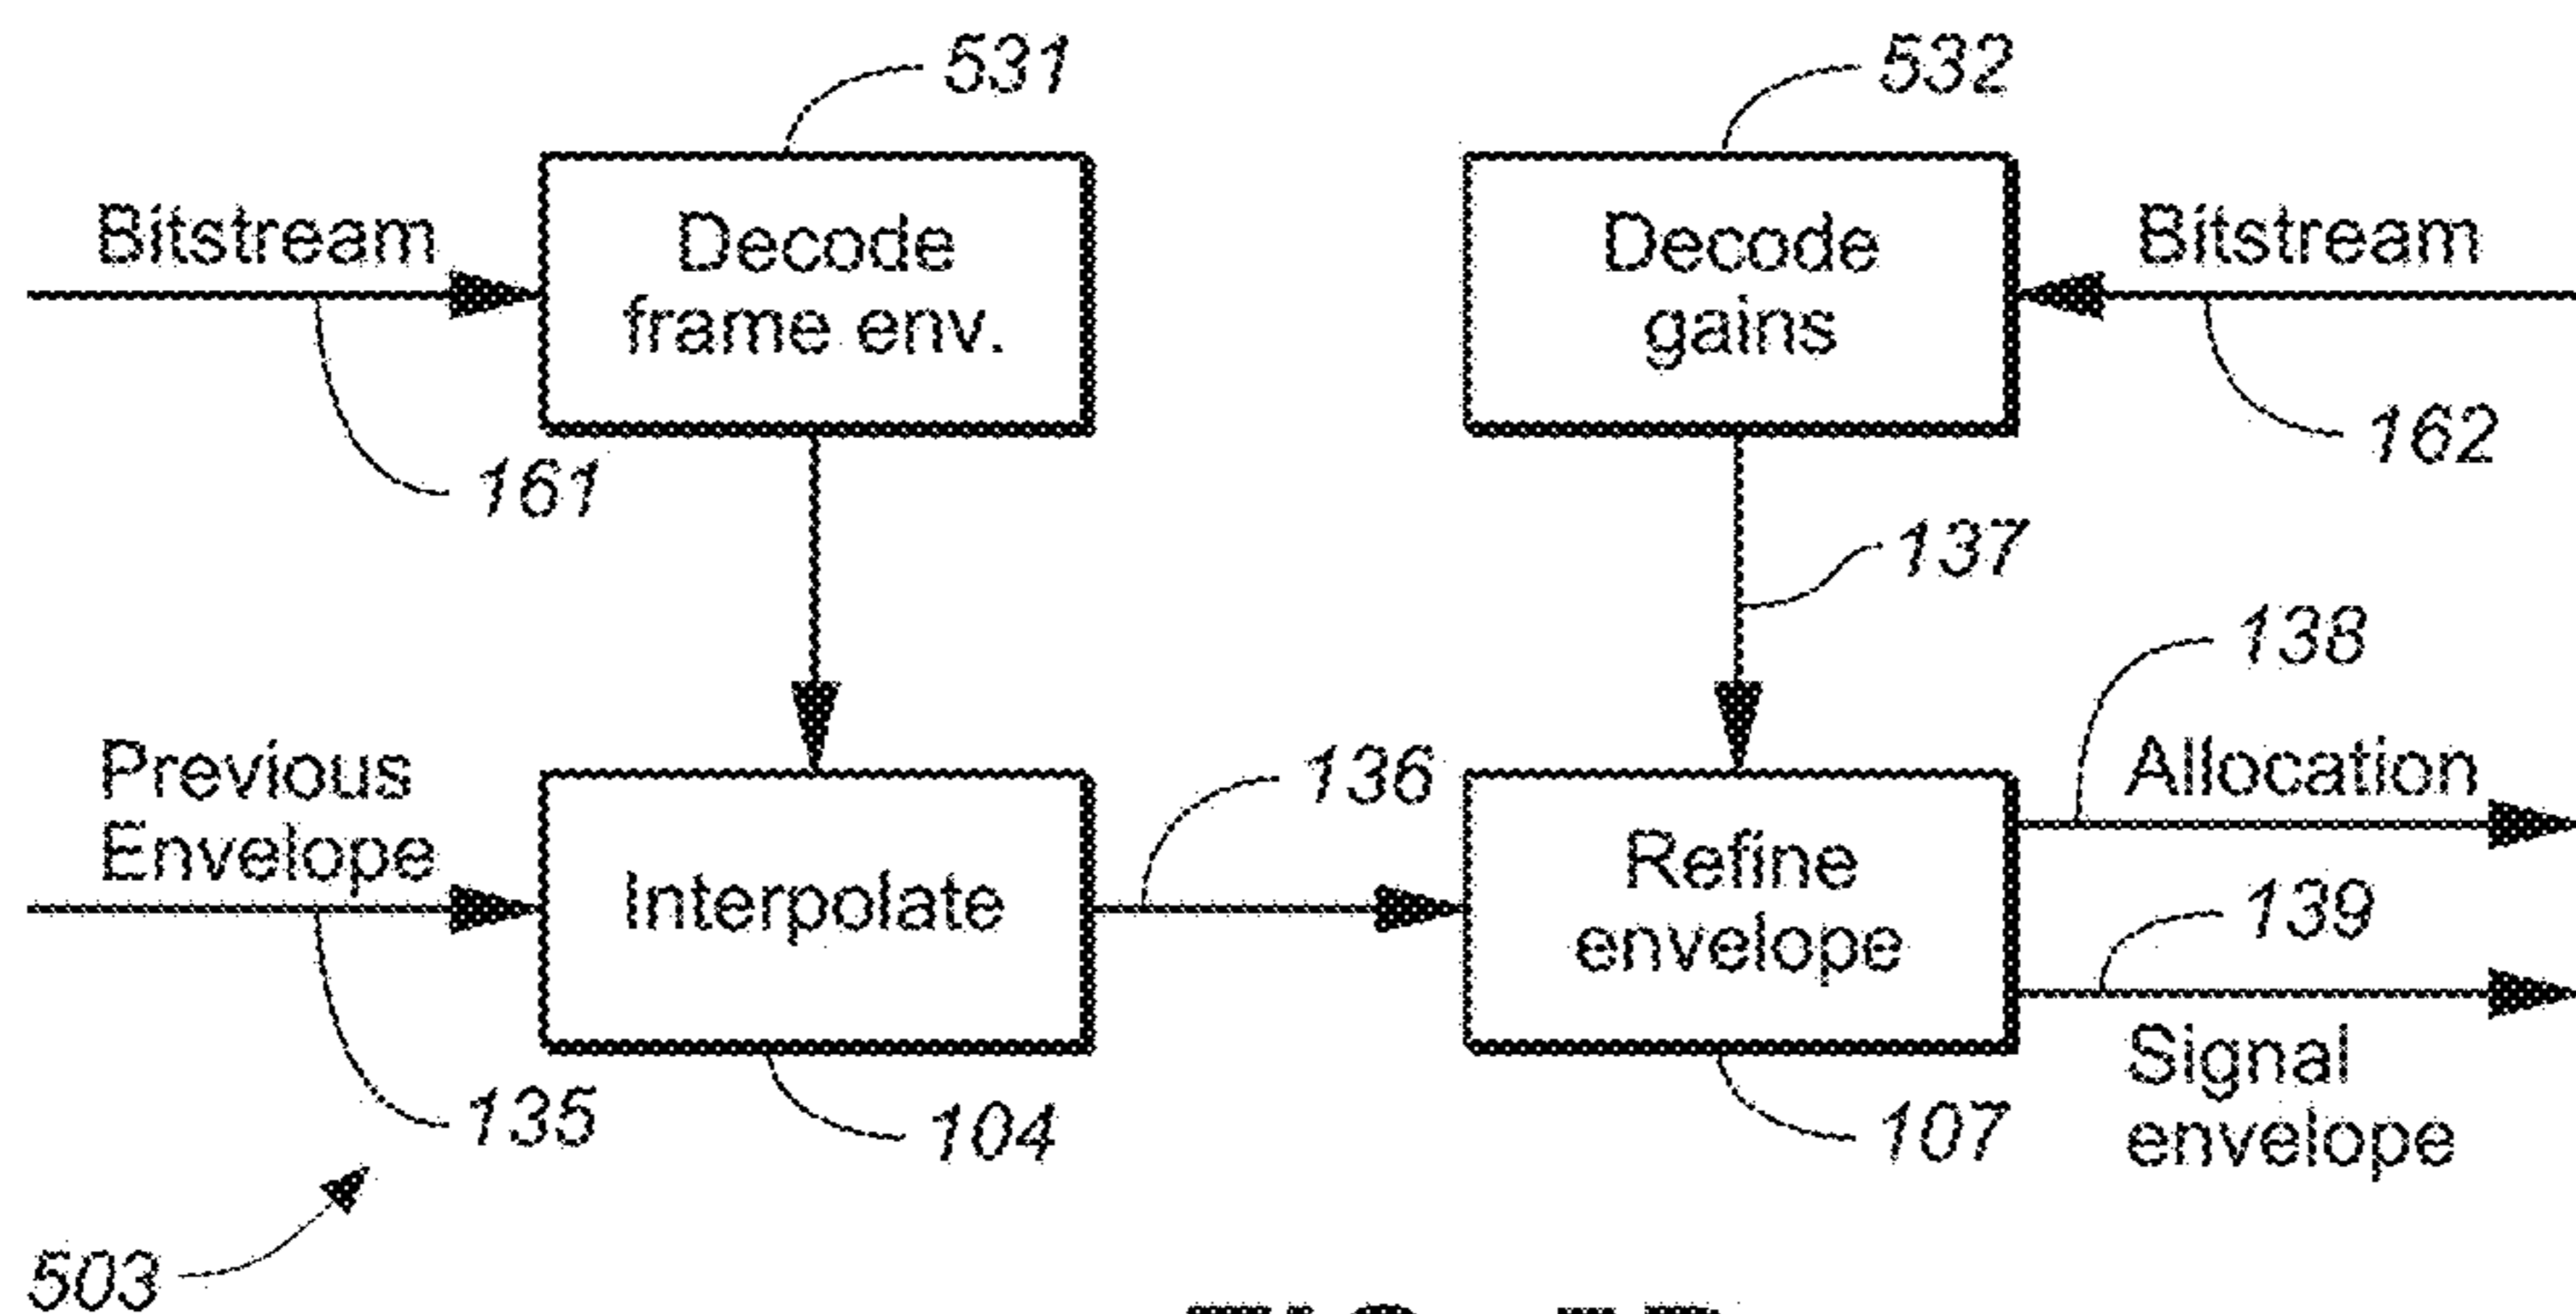 531
532
Bitstream
Decode
frame env.
Decode
gains
Bitstream
161
162
137
138
Previous
Envelope
136
Allocation
Interpolate
Refine
envelope
139
135
104
107
Signal
envelope
503